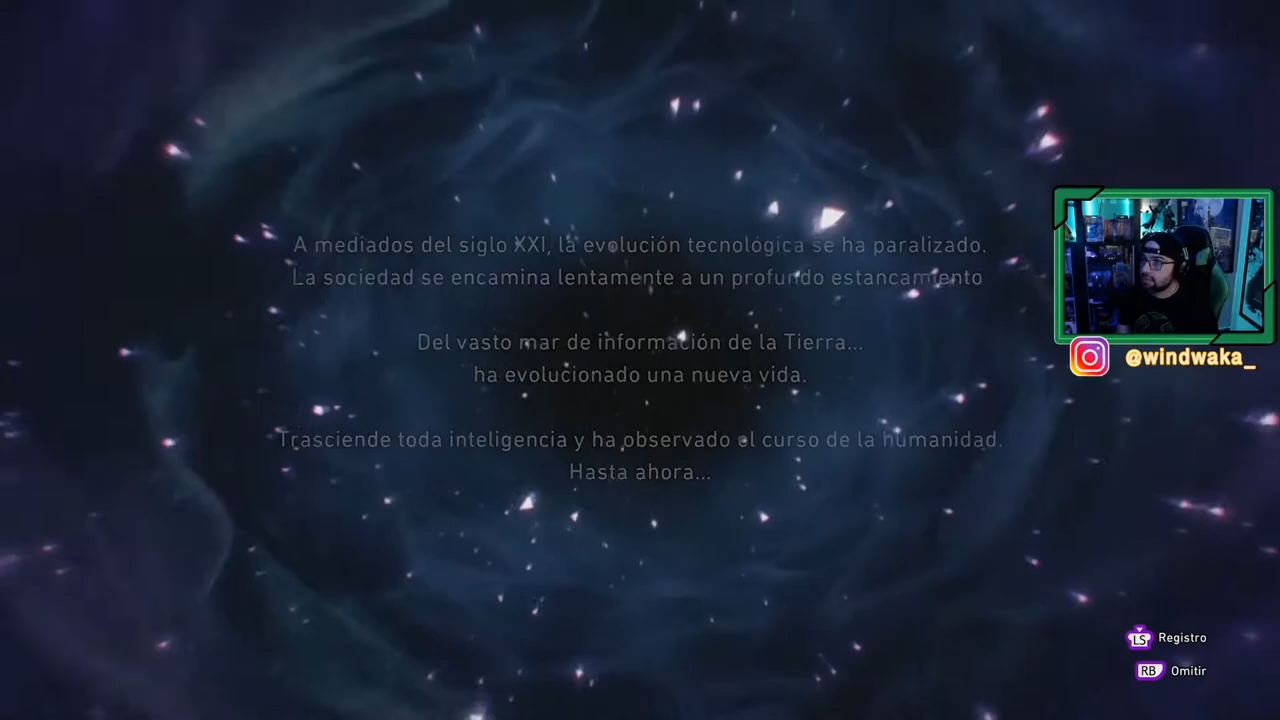 A mediados del siglo XXI, la evolución tecnológica se ha paralizado.
La sociedad se encamina lentamente a un profundo estancamiento
Del vasto mar de información de la Tierra...
ha evolucionado una nueva vida.
Trasciende toda inteligencia y ha observado el curso de la humanidad.
Hasta ahora...
@windwaka_
LS Registro
RB Omitir